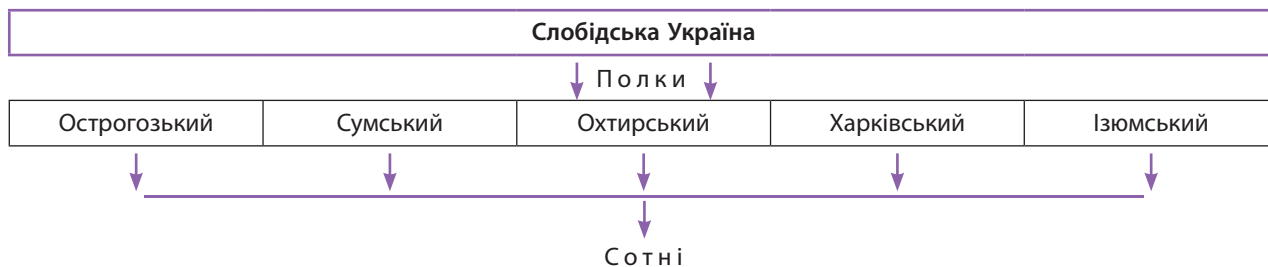 Слобідська Україна
Полки
Острогозький Сумський Охтирський Харківський Ізюмський
Сотні